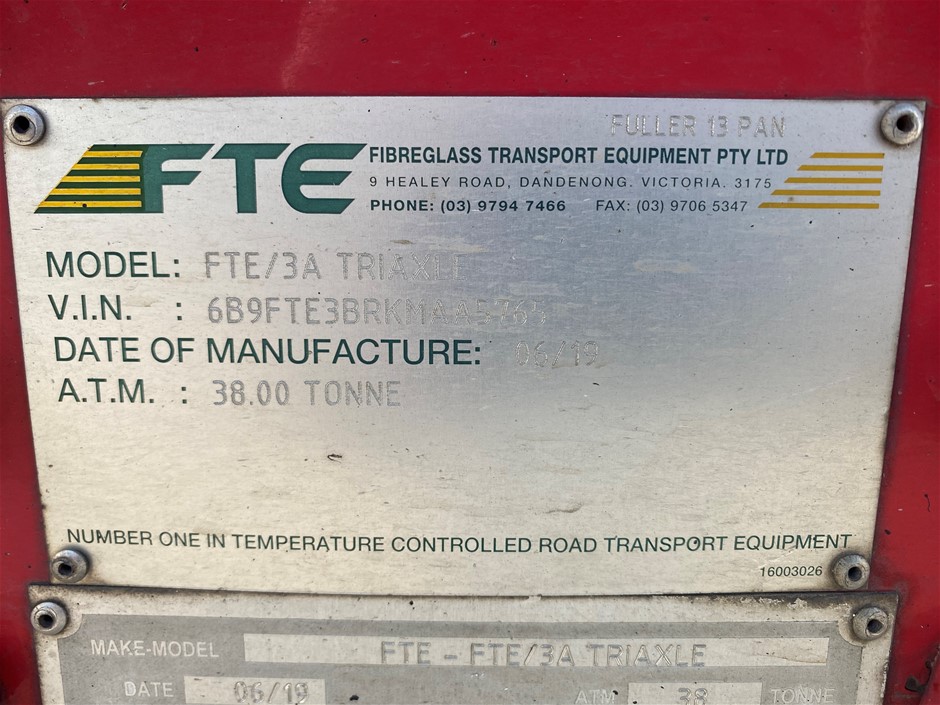 FULLER 13 PAN
FTE
FIBREGLASS TRANSPORT EQUIPMENT PTY LTD
9 HEALEY ROAD, DANDENONG. VICTORIA. 3175
PHONE: (03) 9794 7466 FAX: (03) 9706 5347
MODEL: FTE/3A TRIAXLE
V.I.N. : 6B9FTE3BRKMAA5765
DATE OF MANUFACTURE: 06/19
A.T.M. : 38.00 TONNE
NUMBER ONE IN TEMPERATURE CONTROLLED ROAD TRANSPORT EQUIPMENT
16003026
MAKE-MODEL FTE - FTE/3A TRIAXLE
DATE 06/19 ATM 38 TONNE